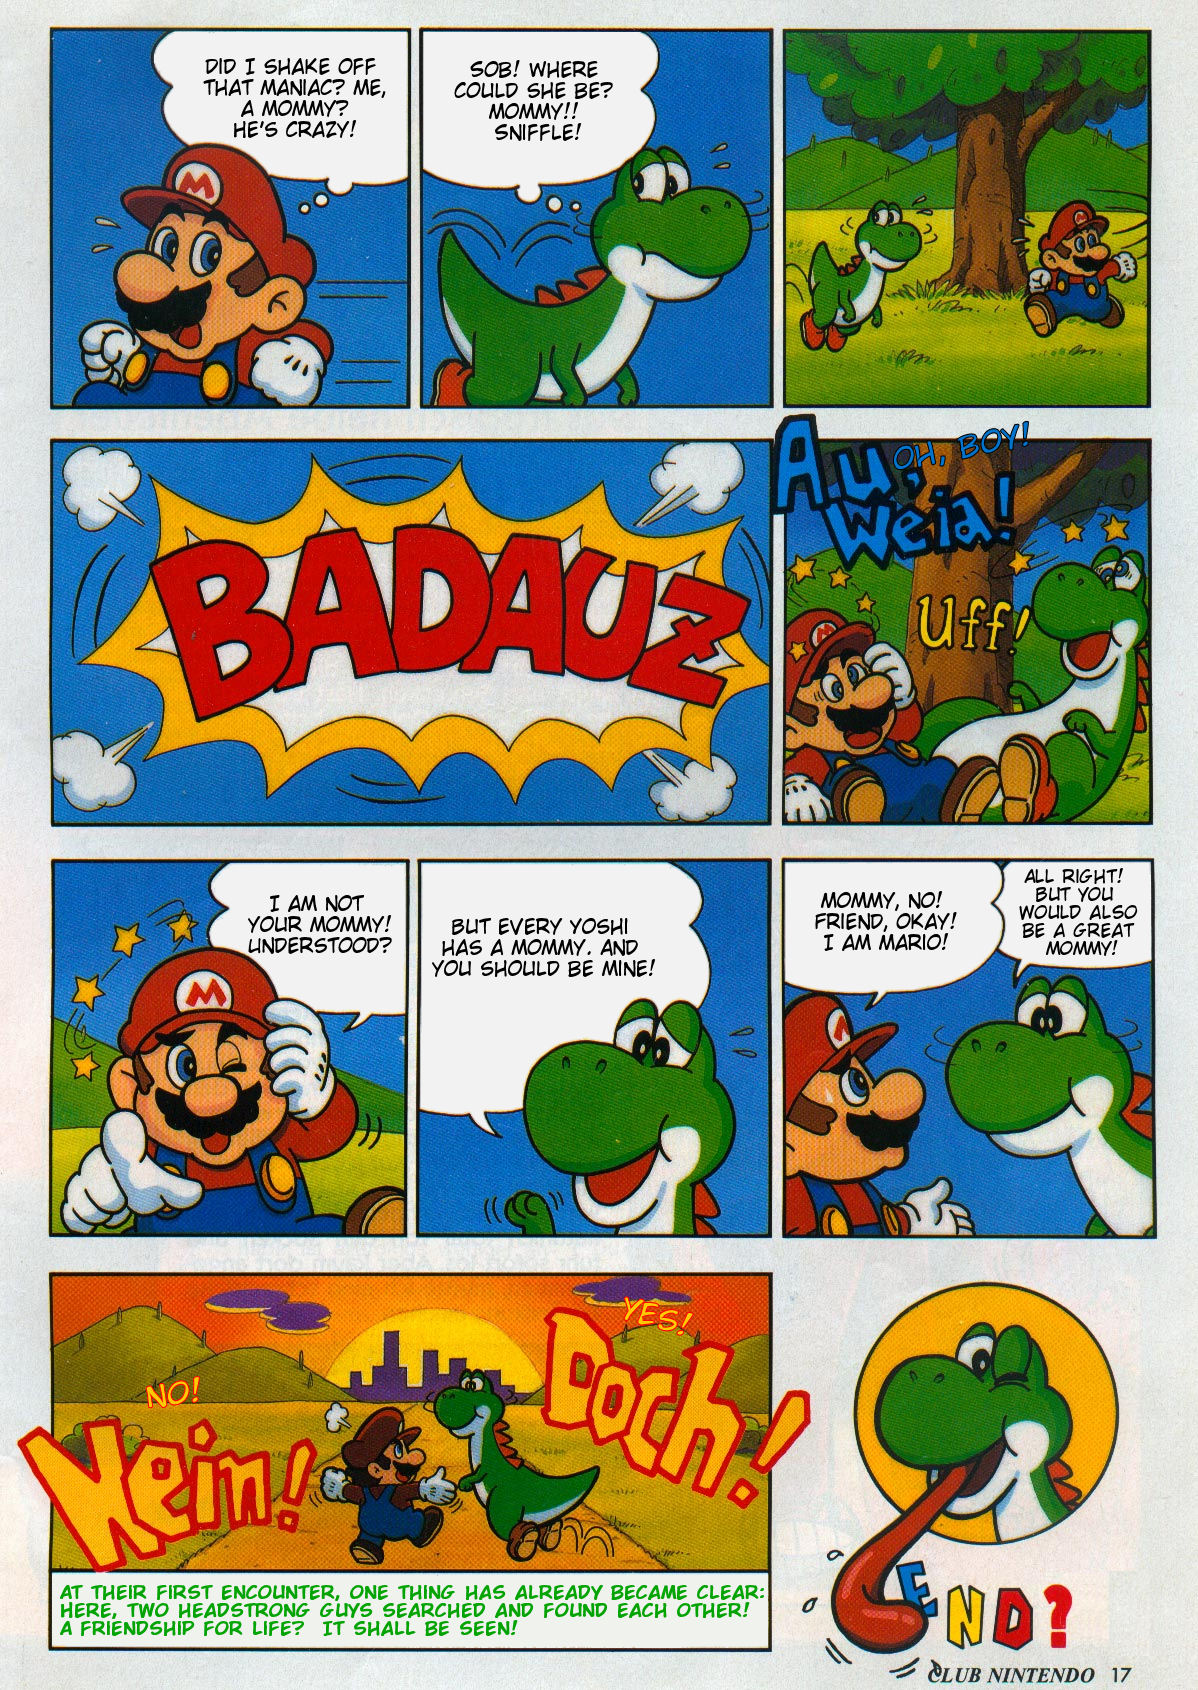 DID I SHAKE OFF
THAT MANIAC? ME,
A MOMMY?
HE'S CRAZY!
M
SOB! WHERE
COULD SHE BE?
MOMMY!!
SNIFFLE!
BADAUZ
Au,
Weia!
OH, BOY!
Uff!
M
I AM NOT
YOUR MOMMY!
UNDERSTOOD?
M
BUT EVERY YOSHI
HAS A MOMMY. AND
YOU SHOULD BE MINE!
MOMMY, NO!
FRIEND, OKAY!
I AM MARIO!
ALL RIGHT!
BUT YOU
WOULD ALSO
BE A GREAT
MOMMY!
M
NO!
Nein!
YES!
Doch!
AT THEIR FIRST ENCOUNTER, ONE THING HAS ALREADY BECAME CLEAR:
HERE, TWO HEADSTRONG GUYS SEARCHED AND FOUND EACH OTHER!
A FRIENDSHIP FOR LIFE? IT SHALL BE SEEN!
END?
CLUB NINTENDO 17